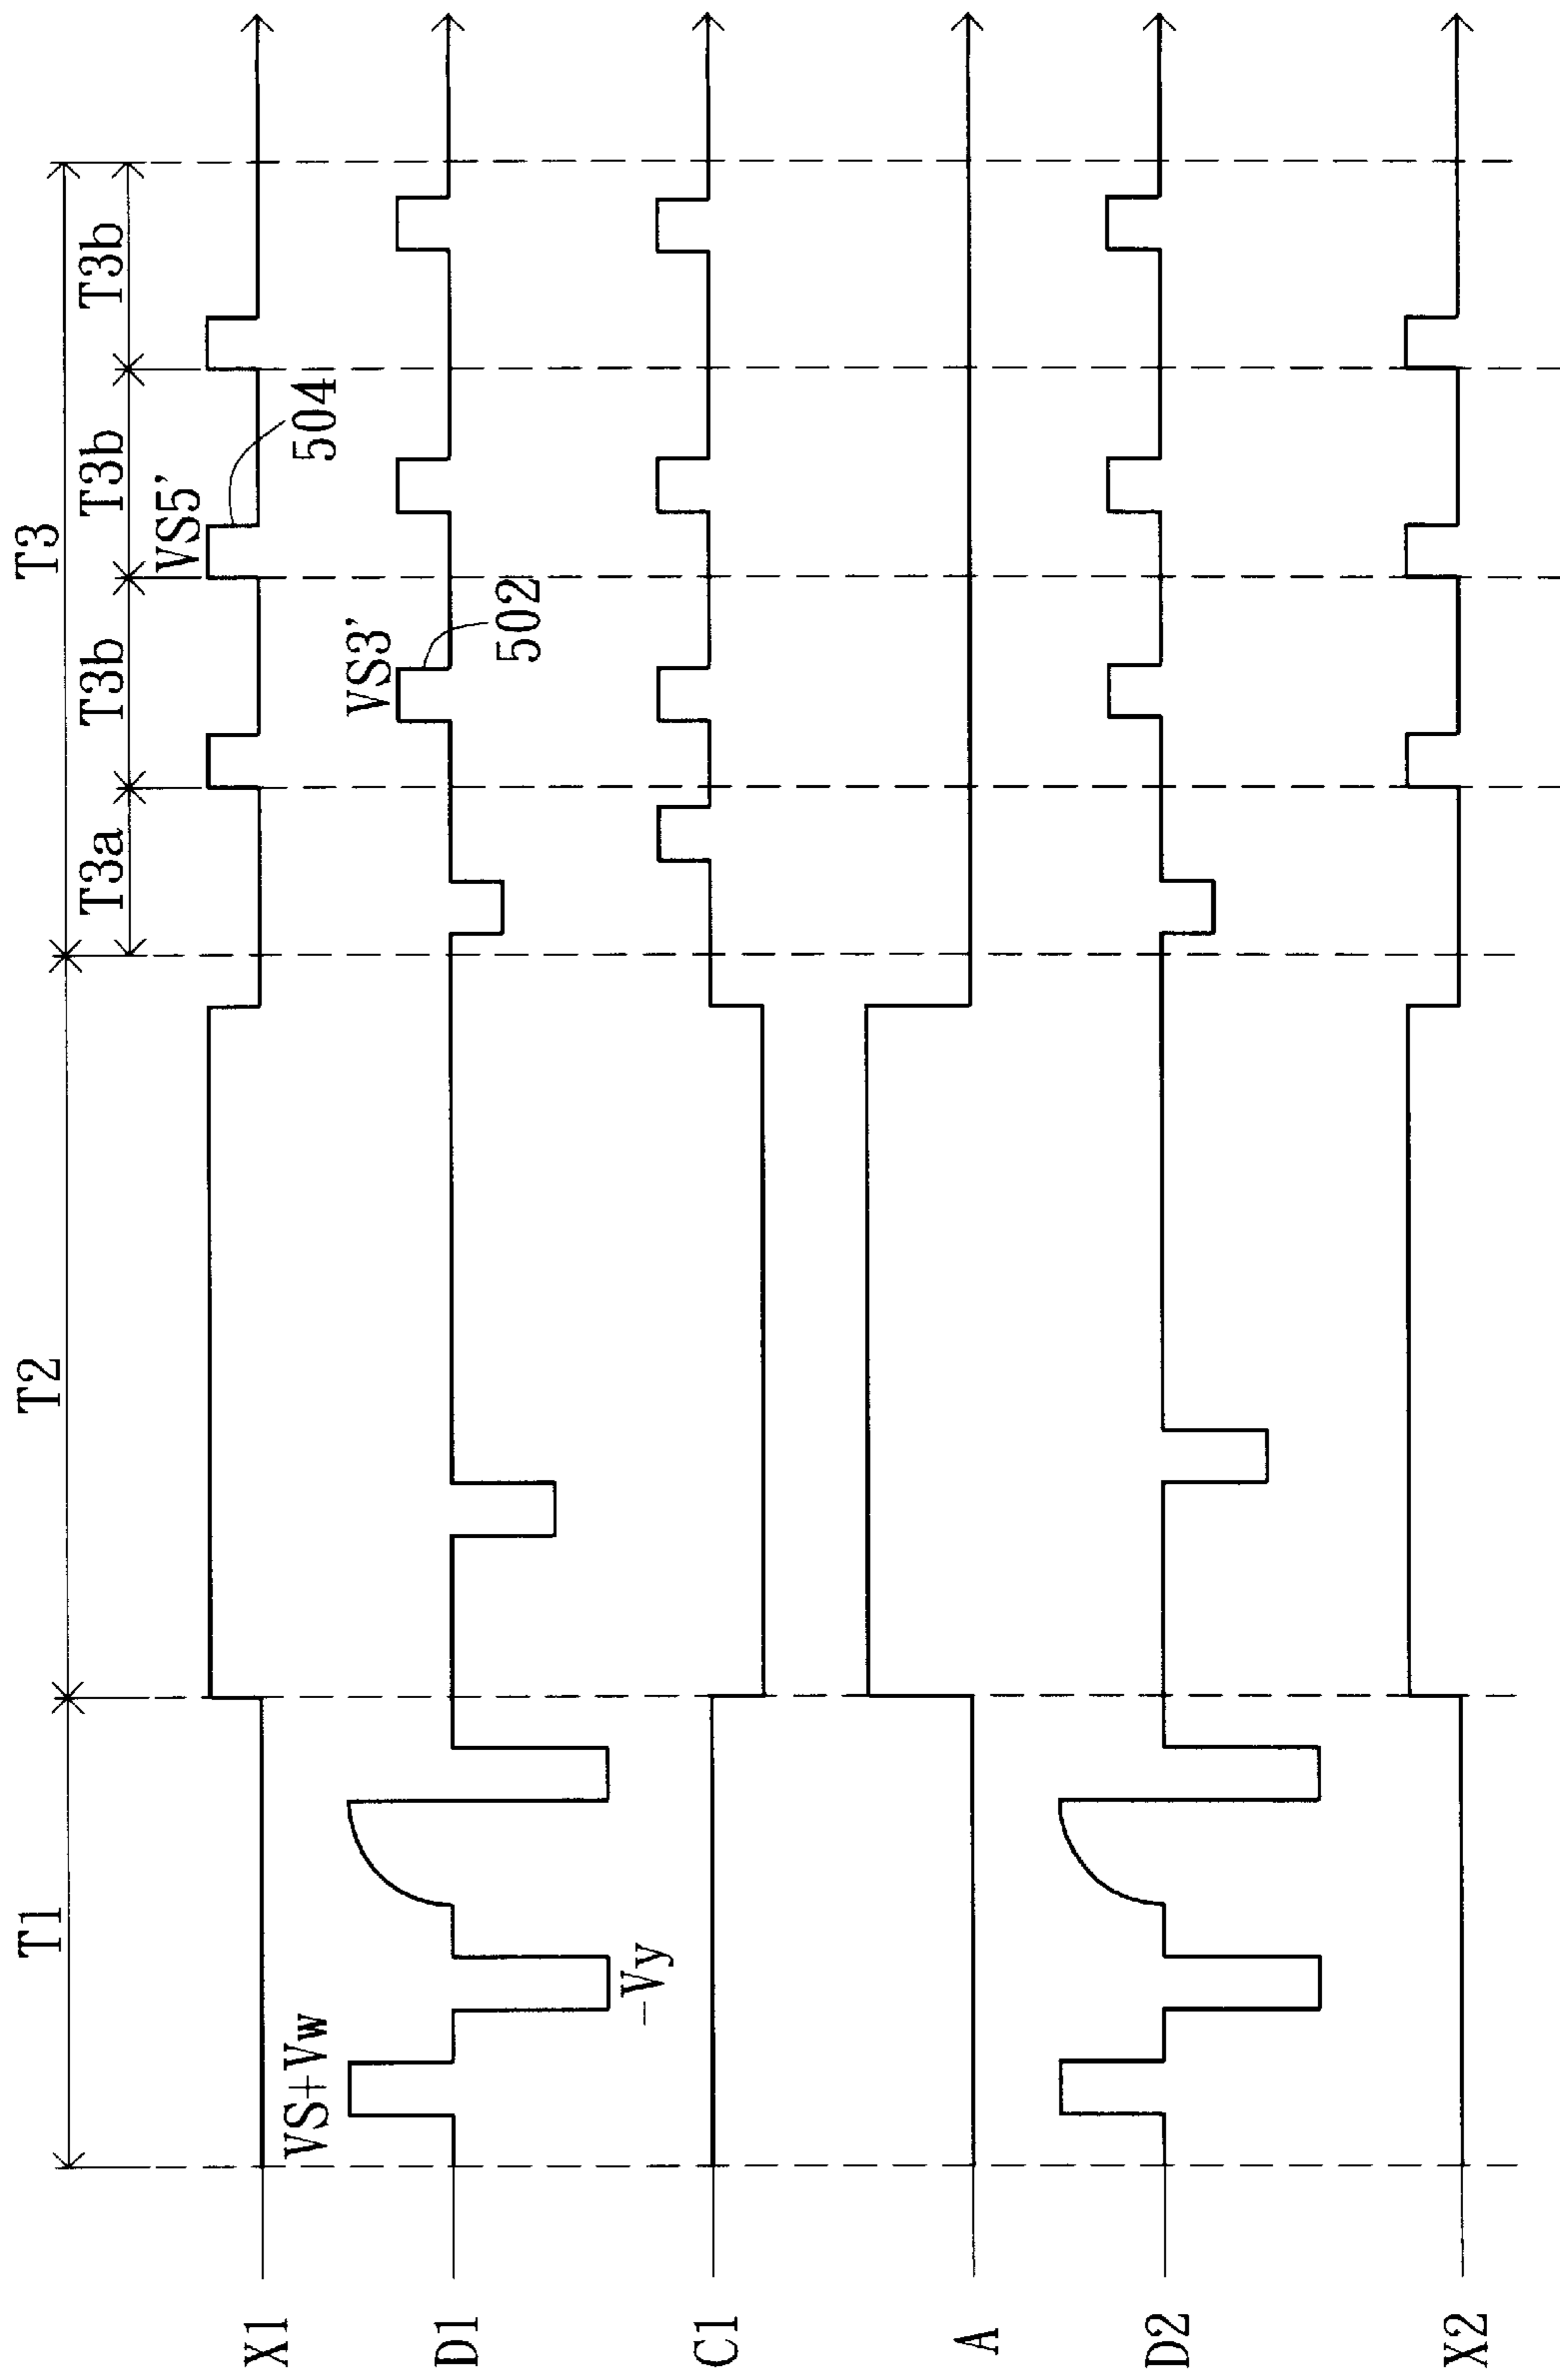 T1
T2
T3
T3a
T3b
T3b
T3b
VS5'
504
X1
VS+Vw
VS3'
502
D1
-Vy
C1
A
D2
X2